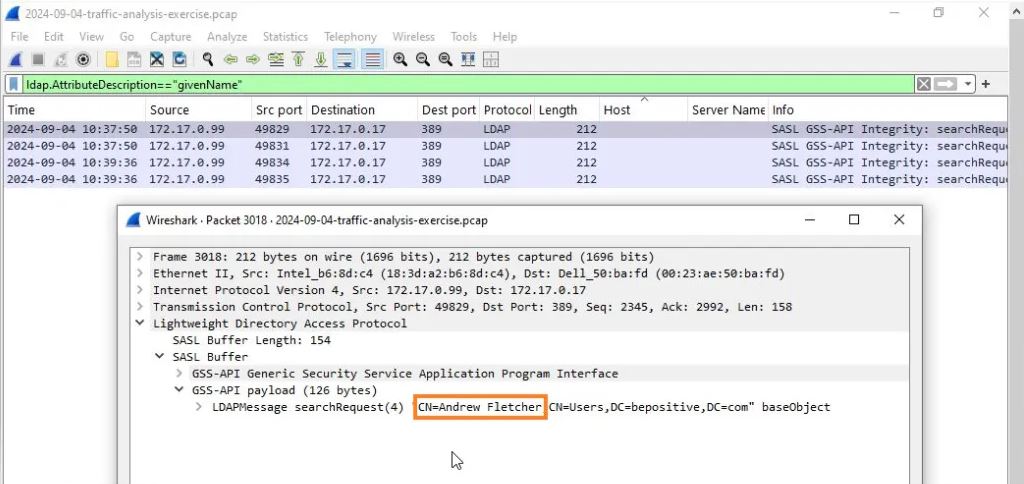 2024-09-04-traffic-analysis-exercise.pcap
File Edit View Go Capture Analyze Statistics Telephony Wireless Tools Help
ldap.AttributeDescription=="givenName"
Time Source Src port Destination Dest port Protocol Length Host Server Name Info
2024-09-04 10:37:50 172.17.0.99 49829 172.17.0.17 389 LDAP 212 SASL GSS-API Integrity: searchRequ
2024-09-04 10:37:50 172.17.0.99 49831 172.17.0.17 389 LDAP 212 SASL GSS-API Integrity: searchRequ
2024-09-04 10:39:36 172.17.0.99 49834 172.17.0.17 389 LDAP 212 SASL GSS-API Integrity: searchRequ
2024-09-04 10:39:36 172.17.0.99 49835 172.17.0.17 389 LDAP 212 SASL GSS-API Integrity: searchRequ
Wireshark · Packet 3018 · 2024-09-04-traffic-analysis-exercise.pcap
Frame 3018: 212 bytes on wire (1696 bits), 212 bytes captured (1696 bits)
Ethernet II, Src: Intel_b6:8d:c4 (18:3d:a2:b6:8d:c4), Dst: Dell_50:ba:fd (00:23:ae:50:ba:fd)
Internet Protocol Version 4, Src: 172.17.0.99, Dst: 172.17.0.17
Transmission Control Protocol, Src Port: 49829, Dst Port: 389, Seq: 2345, Ack: 2992, Len: 158
Lightweight Directory Access Protocol
SASL Buffer Length: 154
SASL Buffer
GSS-API Generic Security Service Application Program Interface
GSS-API payload (126 bytes)
LDAPMessage searchRequest(4) "CN=Andrew Fletcher,CN=Users,DC=bepositive,DC=com" baseObject